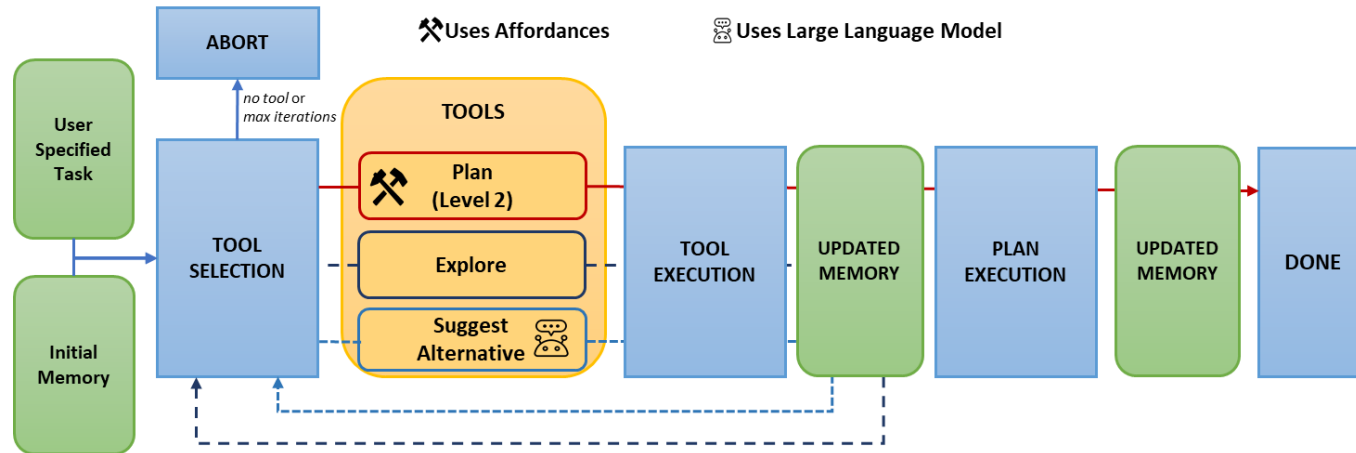 Uses Affordances
Uses Large Language Model
ABORT
no tool or
max iterations
User
Specified
Task
Initial
Memory
TOOL
SELECTION
TOOLS
Plan
(Level 2)
Explore
Suggest
Alternative
TOOL
EXECUTION
UPDATED
MEMORY
PLAN
EXECUTION
UPDATED
MEMORY
DONE